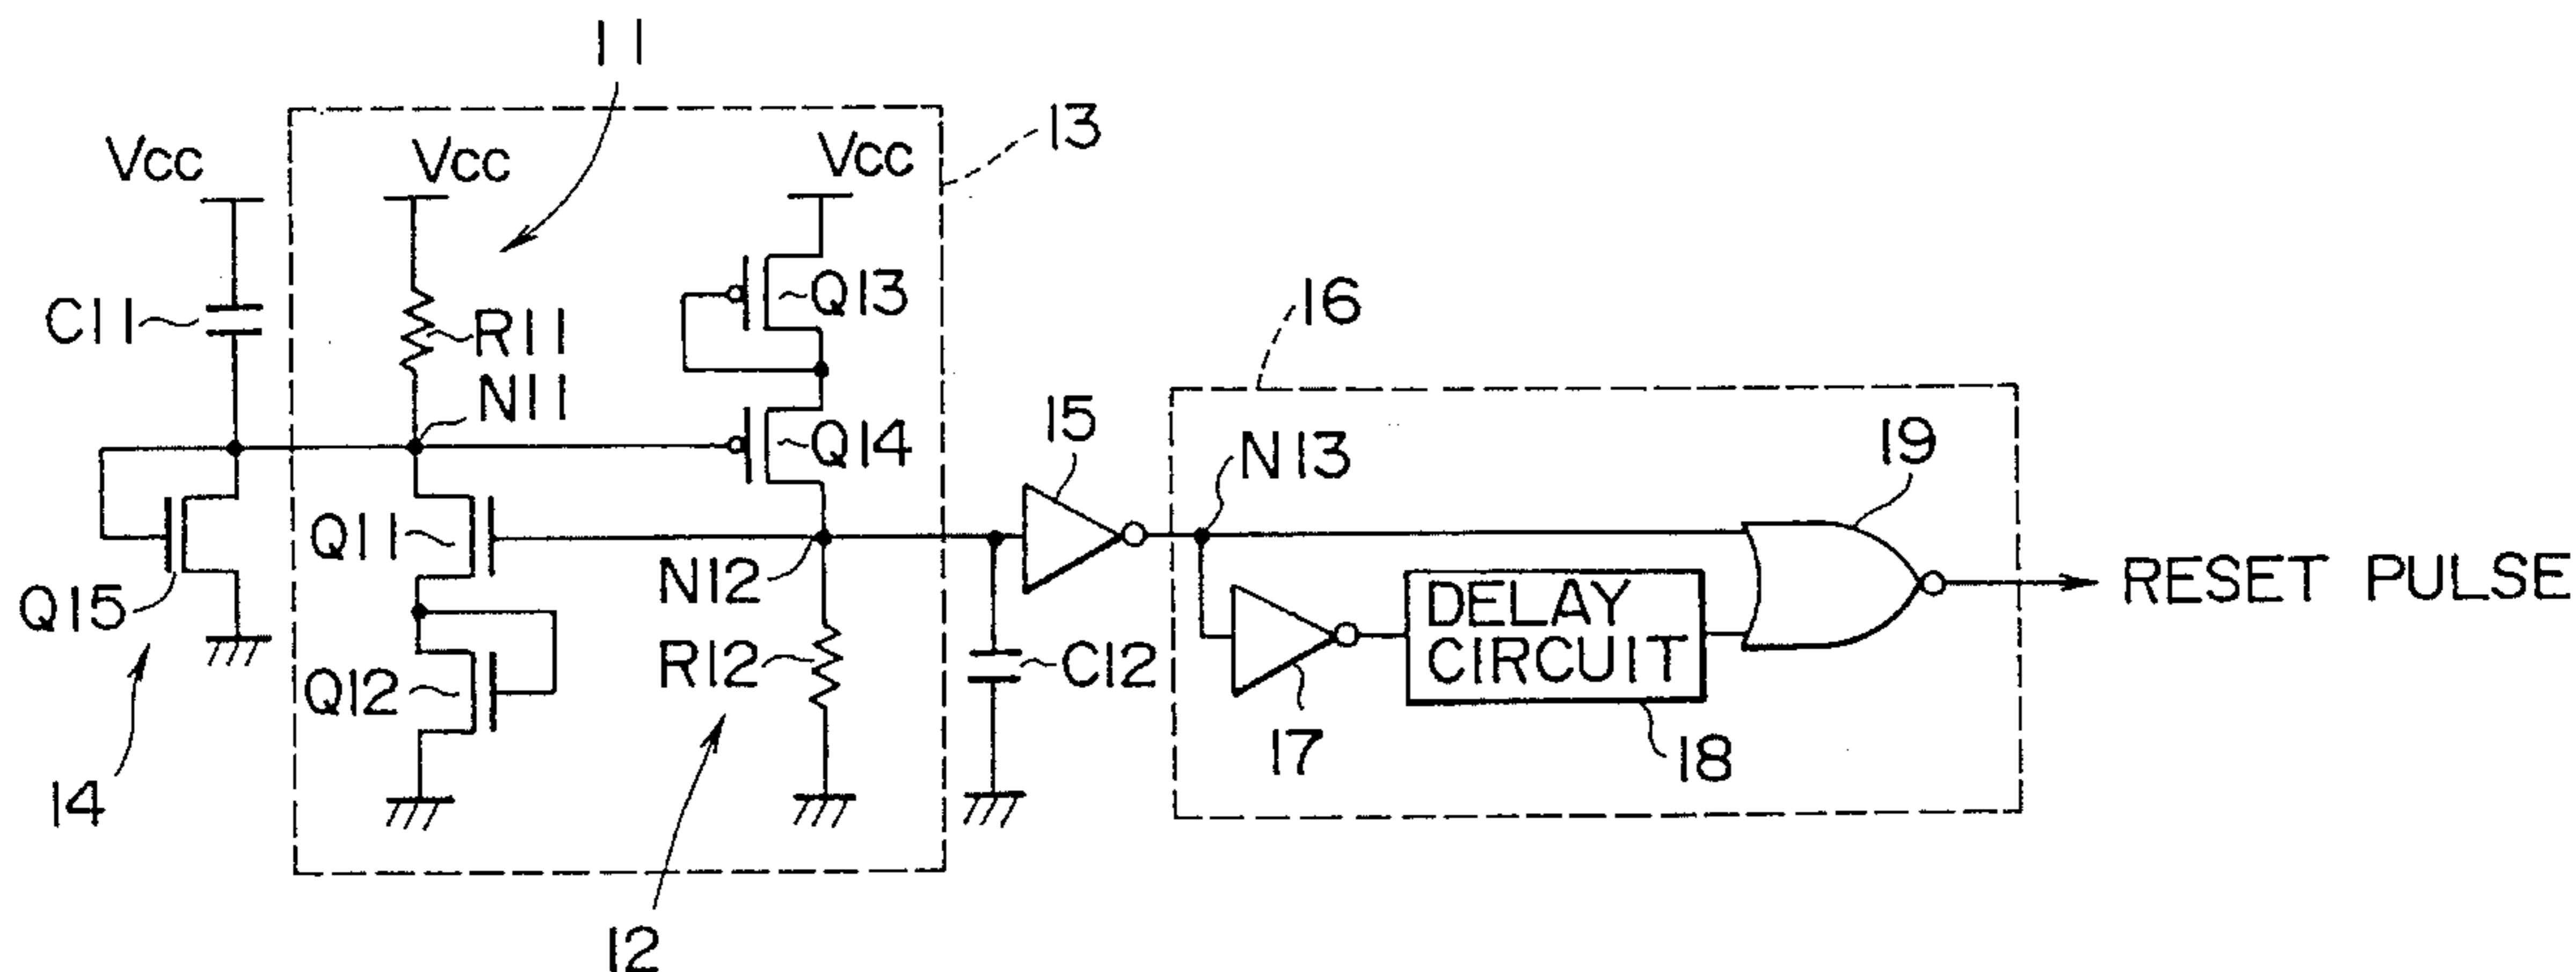 11
13
Vcc
Vcc
Vcc
C11
R11
Q13
N11
Q14
16
15
N13
19
Q11
Q15
N12
DELAY
CIRCUIT
RESET PULSE
Q12
R12
C12
17
18
14
12